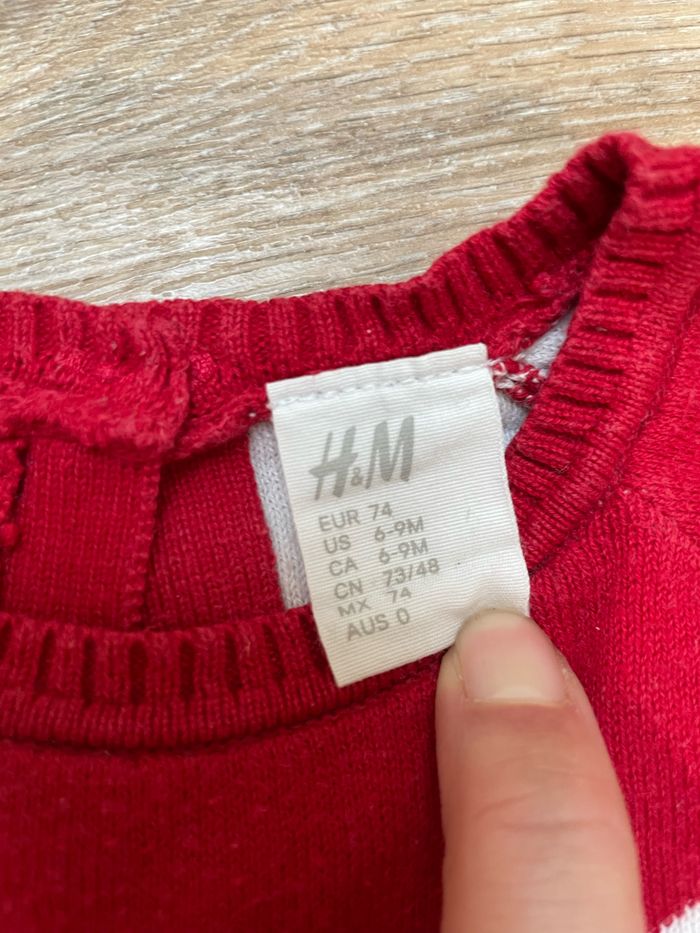 H&M
EUR 74
US 6-9M
CA 6-9M
CN 73/48
MX 74
AUS 0